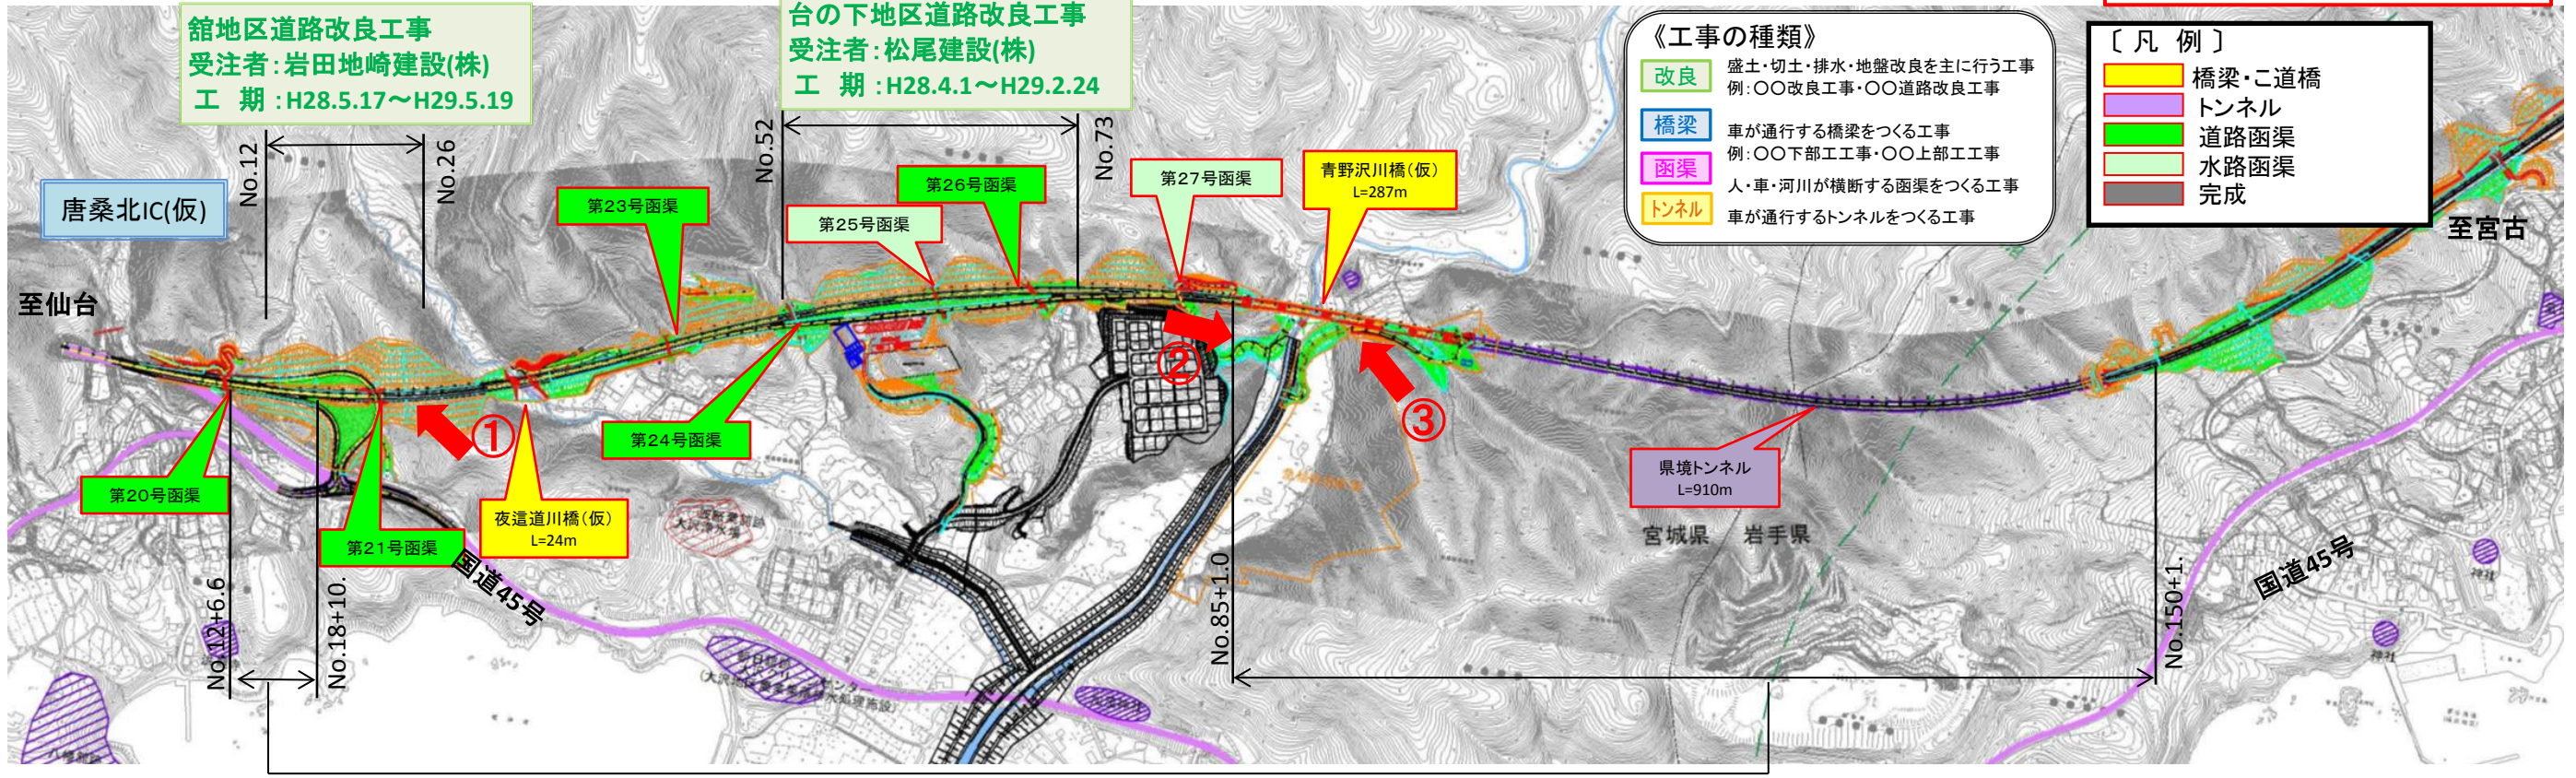 舘地区道路改良工事
受注者:岩田地崎建設(株)
工 期:H28.5.17～H29.5.19
台の下地区道路改良工事
受注者:松尾建設(株)
工 期:H28.4.1～H29.2.24
《工事の種類》
改良
盛土・切土・排水・地盤改良を主に行う工事
例:〇〇改良工事・〇〇道路改良工事
橋梁
車が通行する橋梁をつくる工事
例:〇〇下部工工事・〇〇上部工工事
函渠
人・車・河川が横断する函渠をつくる工事
トンネル
車が通行するトンネルをつくる工事
〔 凡 例 〕
橋梁・こ道橋
トンネル
道路函渠
水路函渠
完成
No.12
No.26
No.52
No.73
唐桑北IC(仮)
至仙台
至宮古
第23号函渠
第25号函渠
第26号函渠
第27号函渠
青野沢川橋(仮)
L=287m
①
②
③
第20号函渠
第21号函渠
夜這道川橋(仮)
L=24m
第24号函渠
県境トンネル
L=910m
宮城県
岩手県
国道45号
国道45号
大沢浄水場
神社
神社
No.12+6.6
No.18+10.
No.85+1.0
No.150+1.